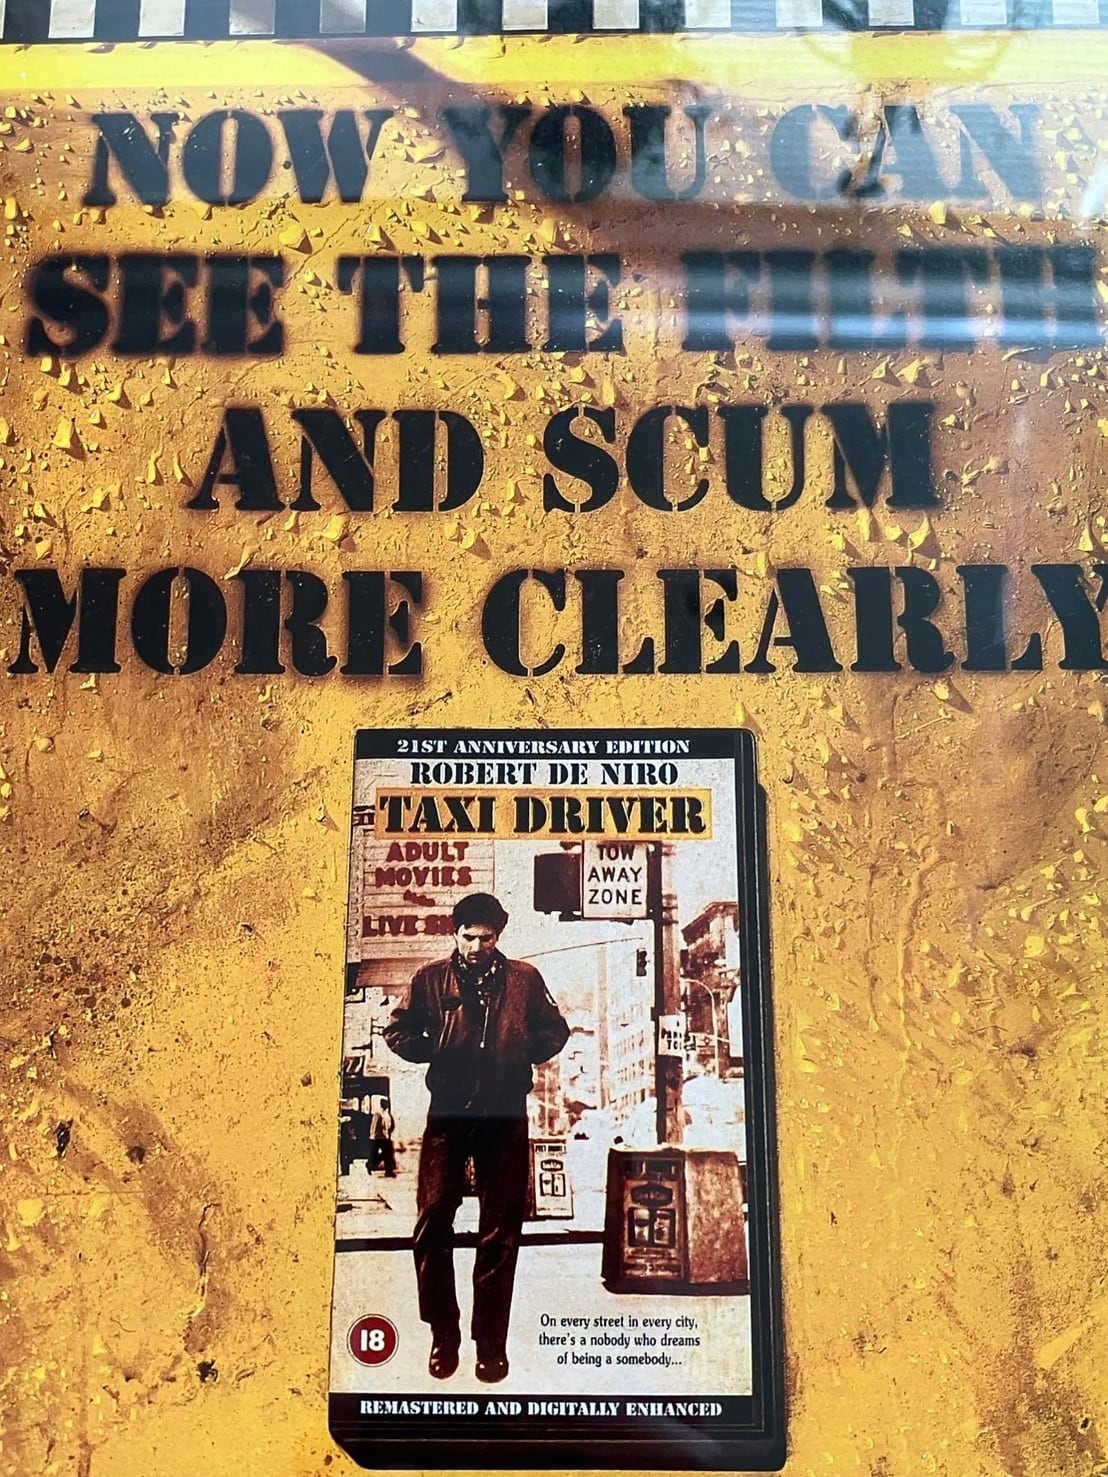 NOW YOU CAN
SEE THE FILTH
AND SCUM
MORE CLEARLY
21ST ANNIVERSARY EDITION
ROBERT DE NIRO
TAXI DRIVER
ADULT
MOVIES
LIVE
TOW
AWAY
ZONE
On every street in every city,
there's a nobody who dreams
of being a somebody...
18
REMASTERED AND DIGITALLY ENHANCED